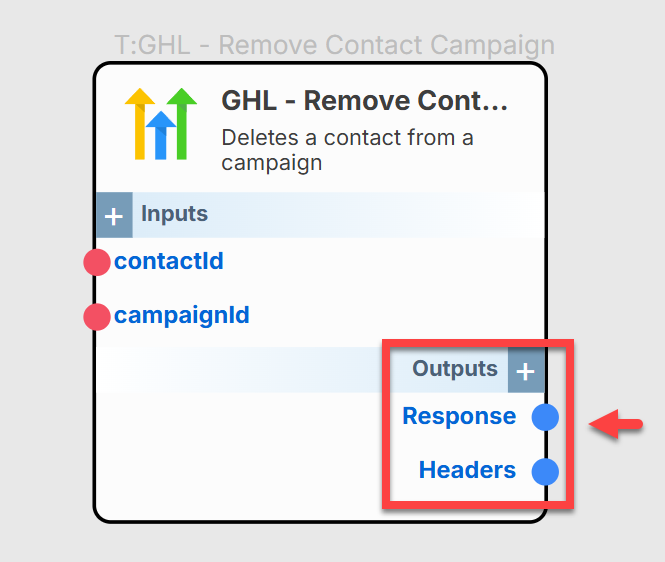 T:GHL - Remove Contact Campaign
GHL - Remove Cont...
Deletes a contact from a
campaign
+ Inputs
contactId
campaignId
Outputs +
Response
Headers